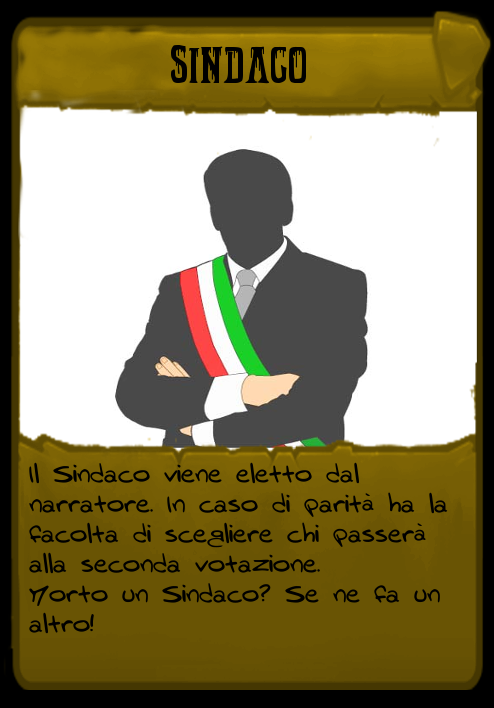 SINDACO
Il Sindaco viene eletto dal
narratore. In caso di parità ha la
facolta di scegliere chi passerà
alla seconda votazione.
Morto un Sindaco? Se ne fa un
altro!